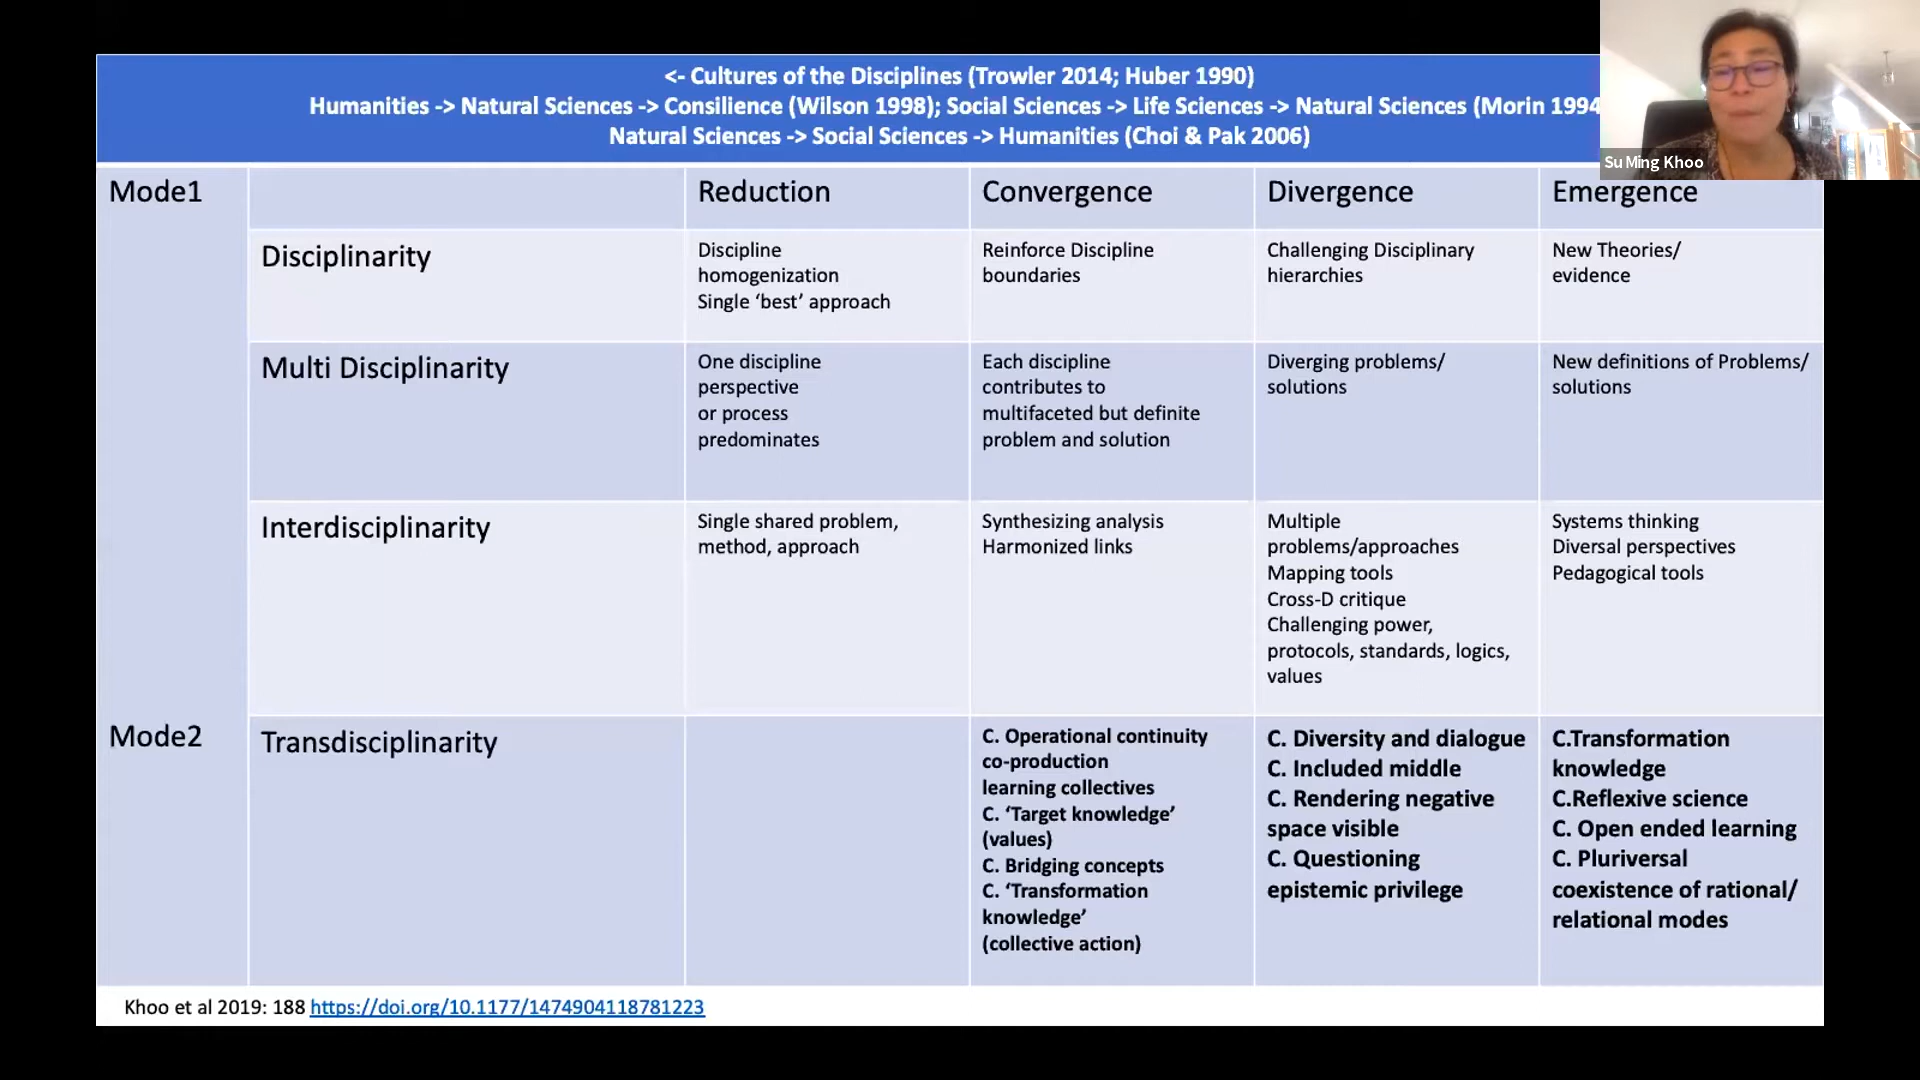 <- Cultures of the Disciplines (Trowler 2014; Huber 1990)
Humanities -> Natural Sciences -> Consilience (Wilson 1998); Social Sciences -> Life Sciences -> Natural Sciences (Morin 1994
Natural Sciences -> Social Sciences -> Humanities (Choi & Pak 2006)
Su Ming Khoo
Mode1
Reduction
Convergence
Divergence
Emergence
Disciplinarity
Discipline
homogenization
Single ‘best’ approach
Reinforce Discipline
boundaries
Challenging Disciplinary
hierarchies
New Theories/
evidence
Multi Disciplinarity
One discipline
perspective
or process
predominates
Each discipline
contributes to
multifaceted but definite
problem and solution
Diverging problems/
solutions
New definitions of Problems/
solutions
Interdisciplinarity
Single shared problem,
method, approach
Synthesizing analysis
Harmonized links
Multiple
problems/approaches
Mapping tools
Cross-D critique
Challenging power,
protocols, standards, logics,
values
Systems thinking
Diversal perspectives
Pedagogical tools
Mode2
Transdisciplinarity
C. Operational continuity
co-production
learning collectives
C. ‘Target knowledge’
(values)
C. Bridging concepts
C. ‘Transformation
knowledge’
(collective action)
C. Diversity and dialogue
C. Included middle
C. Rendering negative
space visible
C. Questioning
epistemic privilege
C.Transformation
knowledge
C.Reflexive science
C. Open ended learning
C. Pluriversal
coexistence of rational/
relational modes
Khoo et al 2019: 188 https://doi.org/10.1177/1474904118781223